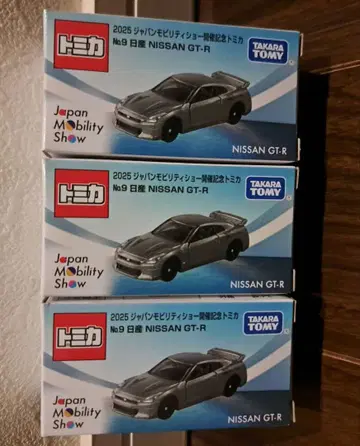 トミカ
2025 ジャパンモビリティショー開催記念トミカ
№9 日産 NISSAN GT-R
TAKARA TOMY
Japan
Mobility
Show
NISSAN GT-R
トミカ
2025 ジャパンモビリティショー開催記念トミカ
№9 日産 NISSAN GT-R
TAKARA TOMY
Japan
Mobility
Show
NISSAN GT-R
トミカ
2025 ジャパンモビリティショー開催記念トミカ
№9 日産 NISSAN GT-R
TAKARA TOMY
Japan
Mobility
Show
NISSAN GT-R